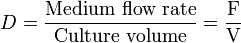 D = Medium flow rate / Culture volume = F / V